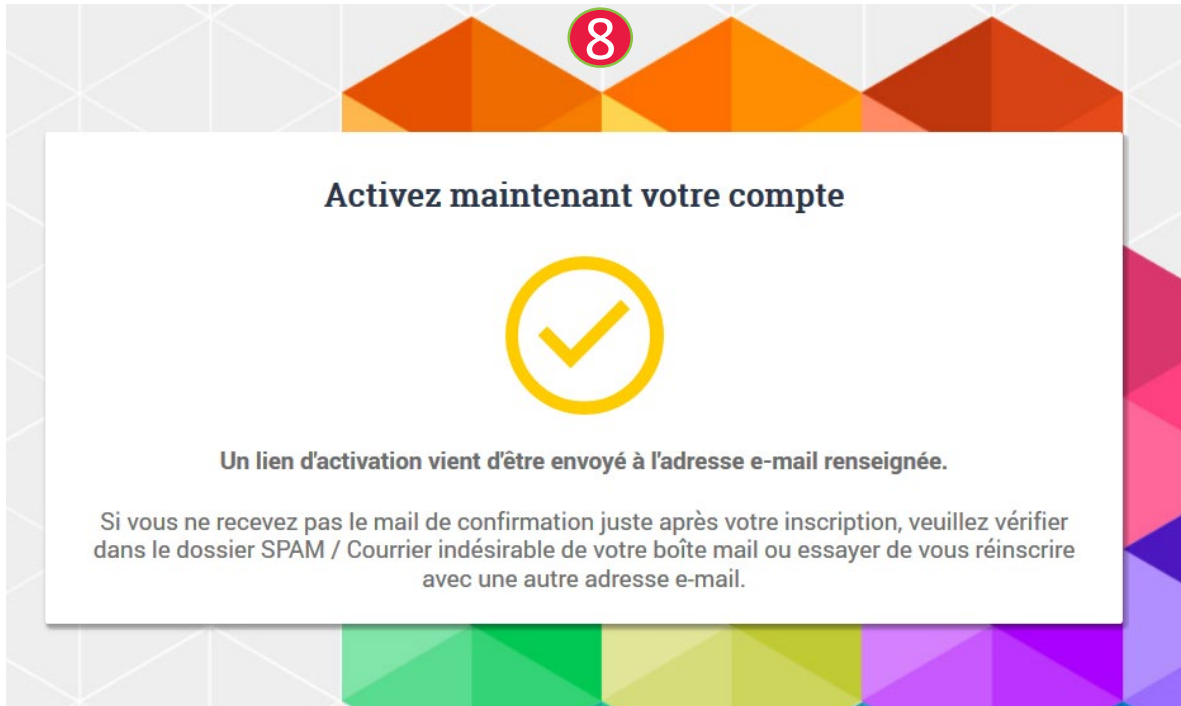 8
Activez maintenant votre compte
Un lien d'activation vient d'être envoyé à l'adresse e-mail renseignée.
Si vous ne recevez pas le mail de confirmation juste après votre inscription, veuillez vérifier
dans le dossier SPAM / Courrier indésirable de votre boîte mail ou essayer de vous réinscrire
avec une autre adresse e-mail.